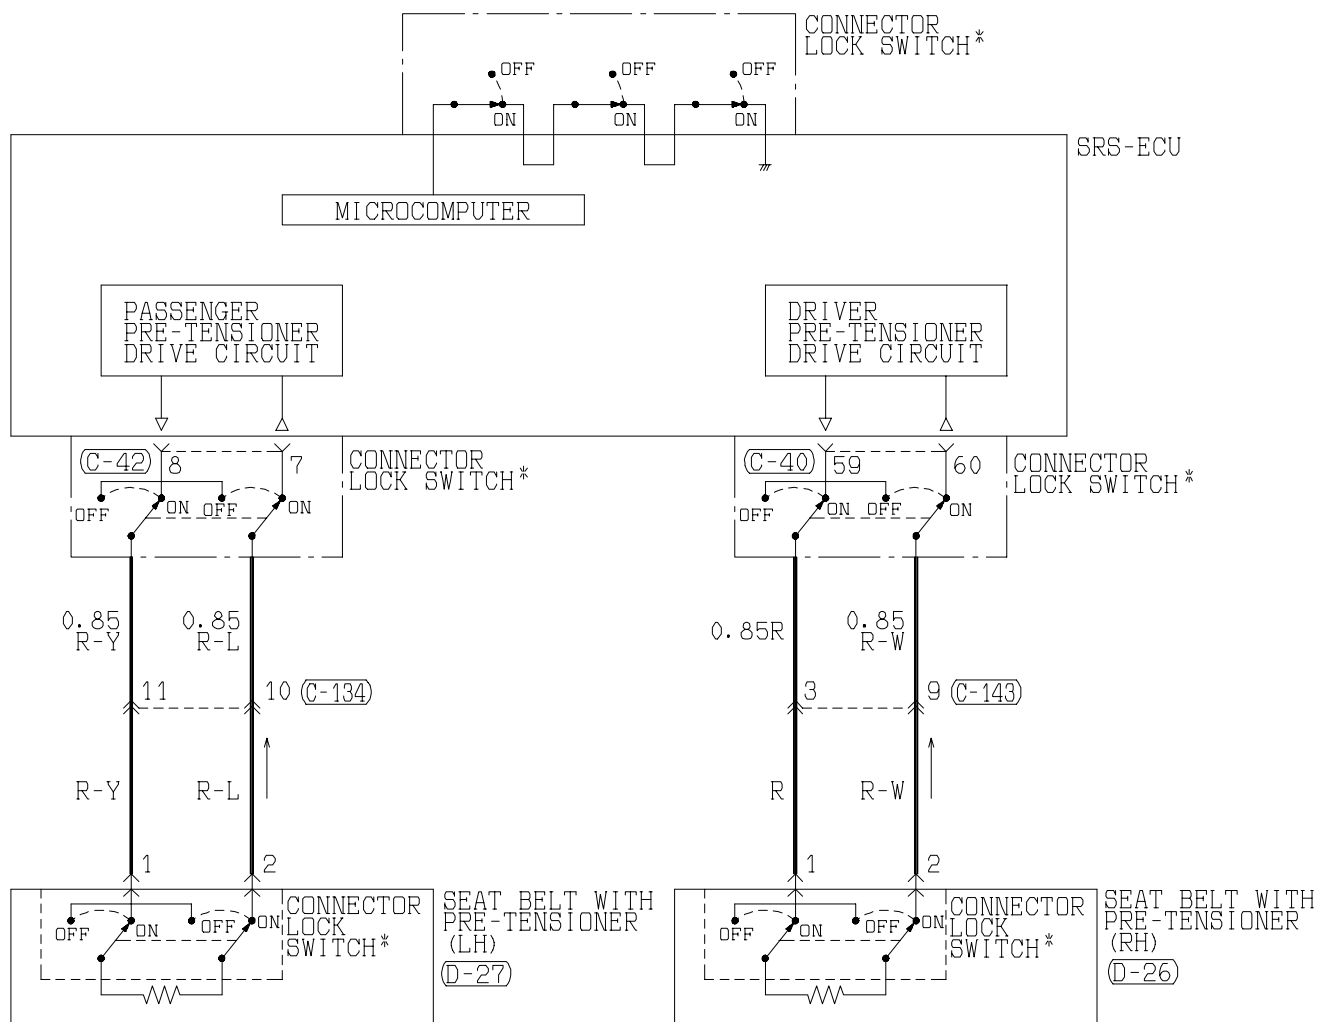 CONNECTOR
LOCK SWITCH*
OFF OFF OFF
ON ON ON
SRS-ECU
MICROCOMPUTER
PASSENGER
PRE-TENSIONER
DRIVE CIRCUIT
DRIVER
PRE-TENSIONER
DRIVE CIRCUIT
C-42 8 7
CONNECTOR
LOCK SWITCH*
OFF ON OFF ON
C-40 59 60
CONNECTOR
LOCK SWITCH*
OFF ON OFF ON
0.85
R-Y
0.85
R-L
0.85R
0.85
R-W
11 10 C-134
3 9 C-143
R-Y R-L
R R-W
1 2
1 2
OFF ON OFF ON
CONNECTOR
LOCK
SWITCH*
SEAT BELT WITH
PRE-TENSIONER
(LH)
D-27
OFF ON OFF ON
CONNECTOR
LOCK
SWITCH*
SEAT BELT WITH
PRE-TENSIONER
(RH)
D-26